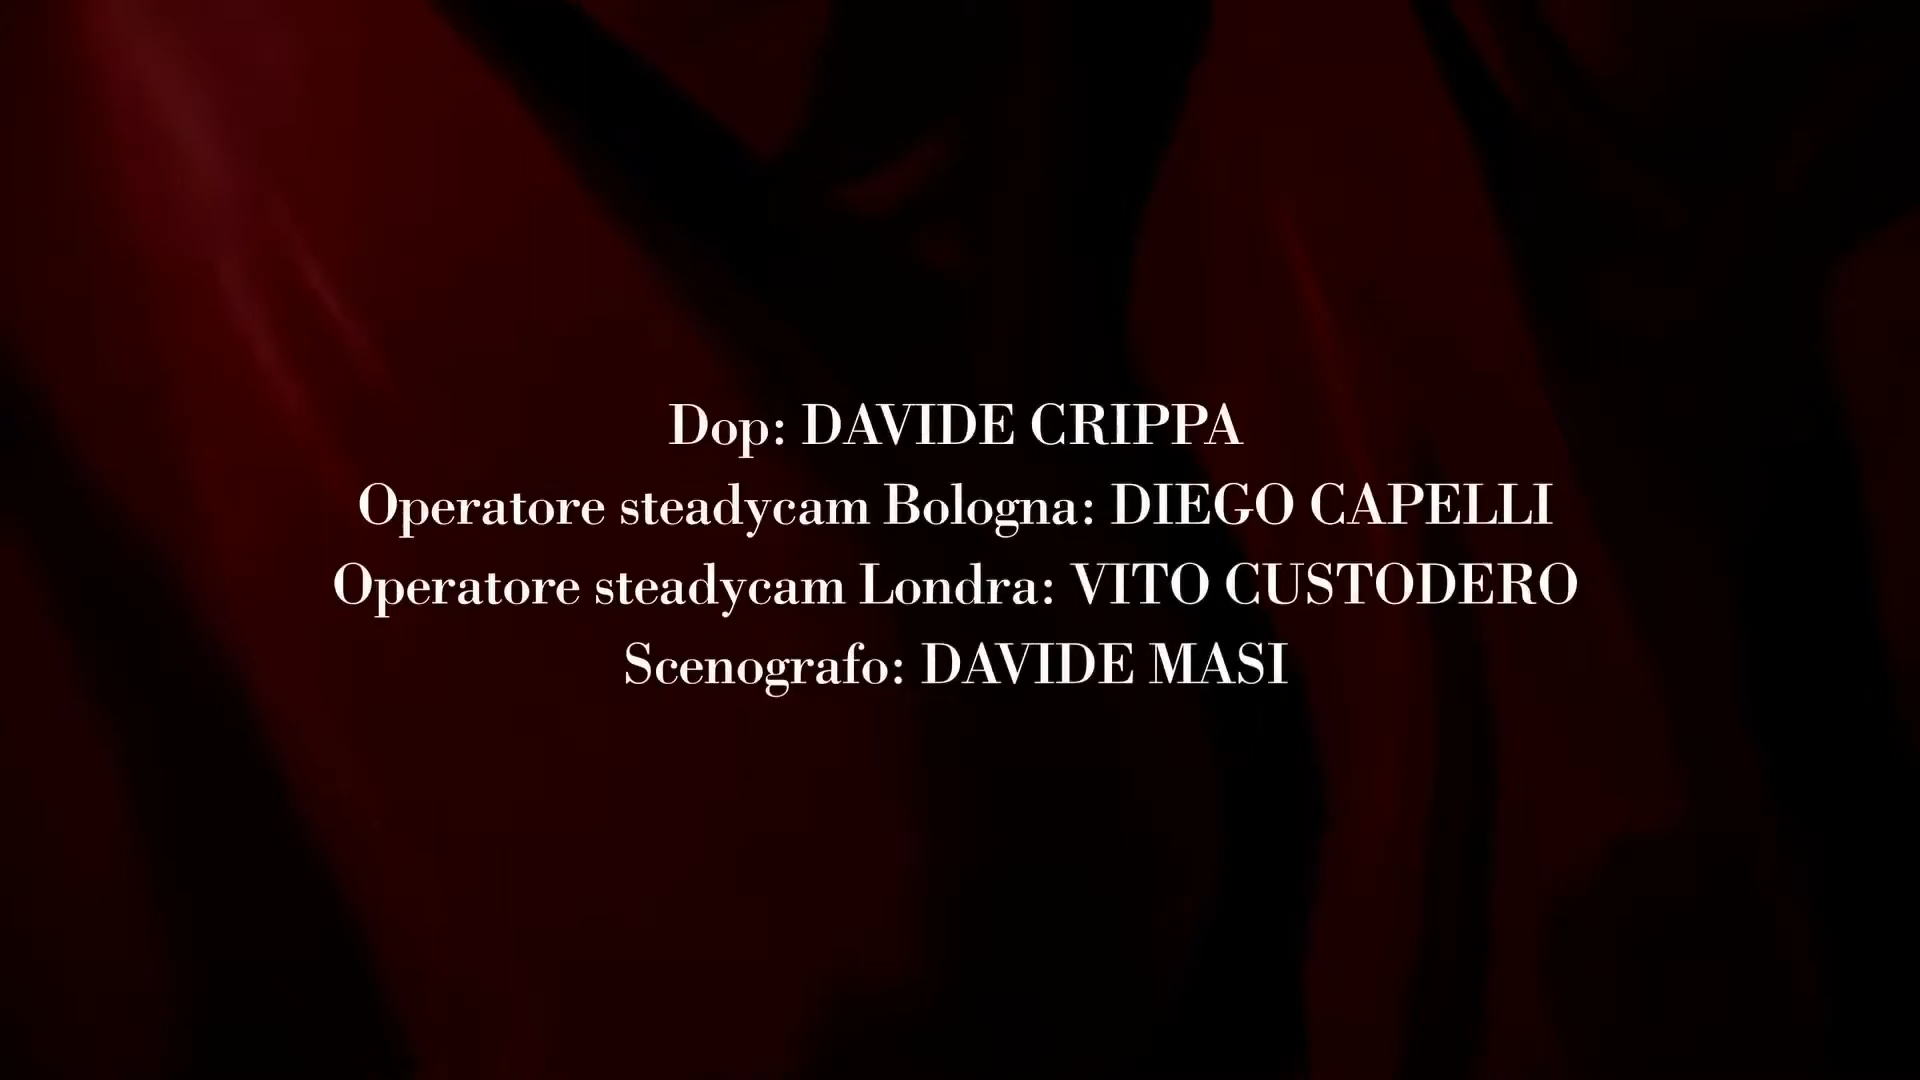 Dop: DAVIDE CRIPPA
Operatore steadycam Bologna: DIEGO CAPELLI
Operatore steadycam Londra: VITO CUSTODERO
Scenografo: DAVIDE MASI